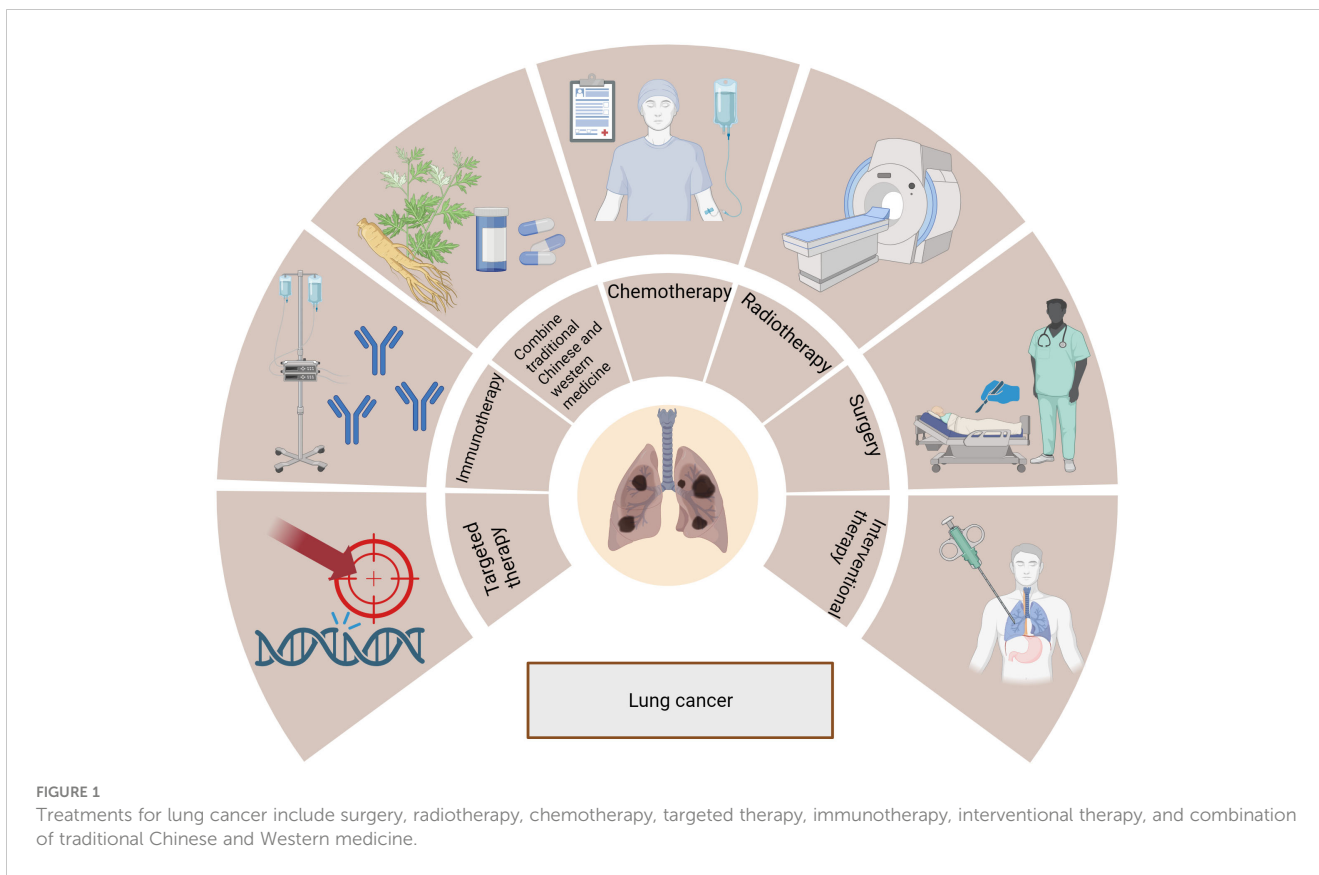 Chemotherapy
Radiotherapy
Combine
traditional
Chinese and
western
medicine
Immunotherapy
Surgery
Targeted
therapy
Interventional
therapy
Lung cancer
FIGURE 1
Treatments for lung cancer include surgery, radiotherapy, chemotherapy, targeted therapy, immunotherapy, interventional therapy, and combination
of traditional Chinese and Western medicine.